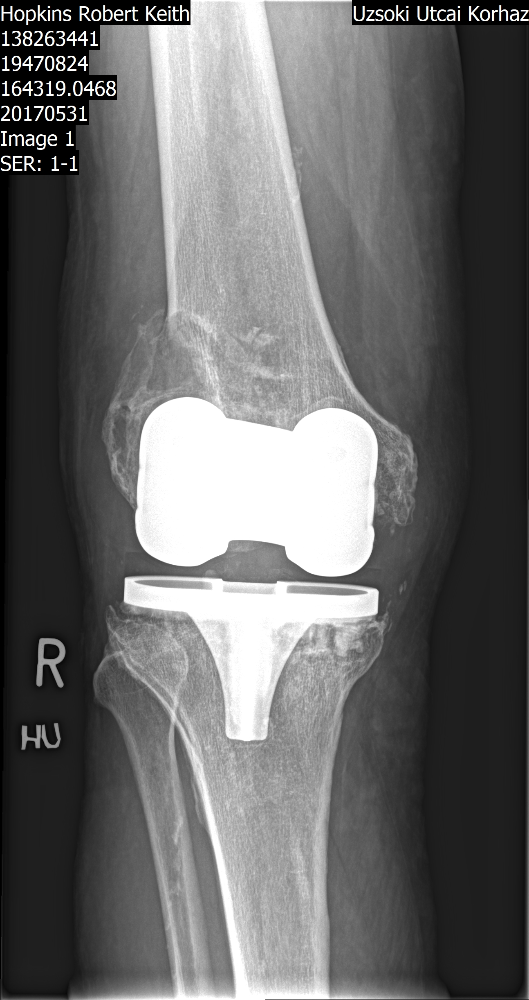 Hopkins Robert Keith
Uzsoki Utcai Korhaz
138263441
19470824
164319.0468
20170531
Image 1
SER: 1-1
R
HU